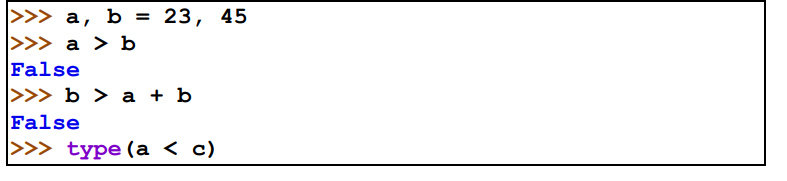 >>> a, b = 23, 45
>>> a > b
False
>>> b > a + b
False
>>> type(a < c)